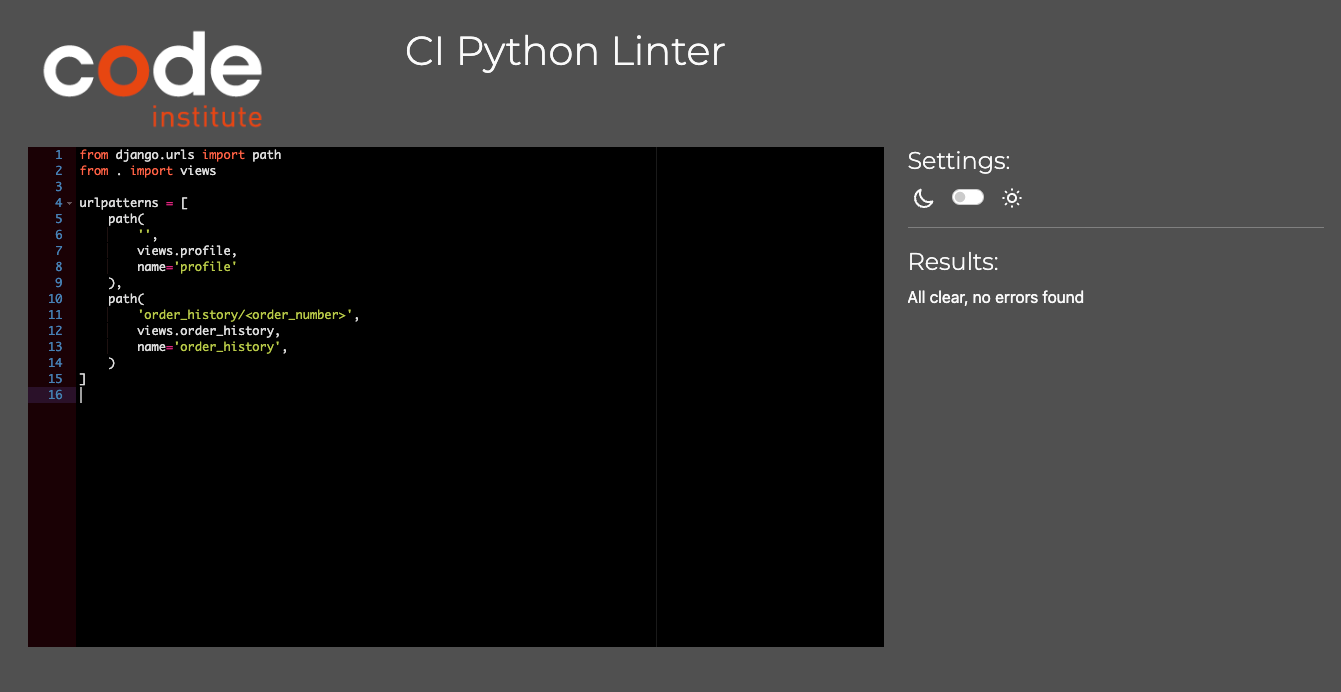 code
institute
CI Python Linter
1 from django.urls import path
2 from . import views
3
4 urlpatterns = [
5     path(
6         '',
7         views.profile,
8         name='profile'
9     ),
10     path(
11         'order_history/<order_number>',
12         views.order_history,
13         name='order_history',
14     )
15 ]
16
Settings:
Results:
All clear, no errors found